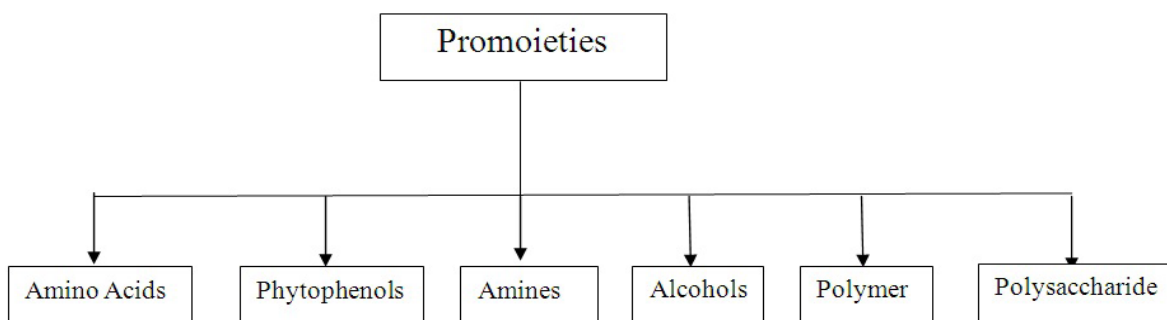 Promoieties
Amino Acids
Phytophenols
Amines
Alcohols
Polymer
Polysaccharide